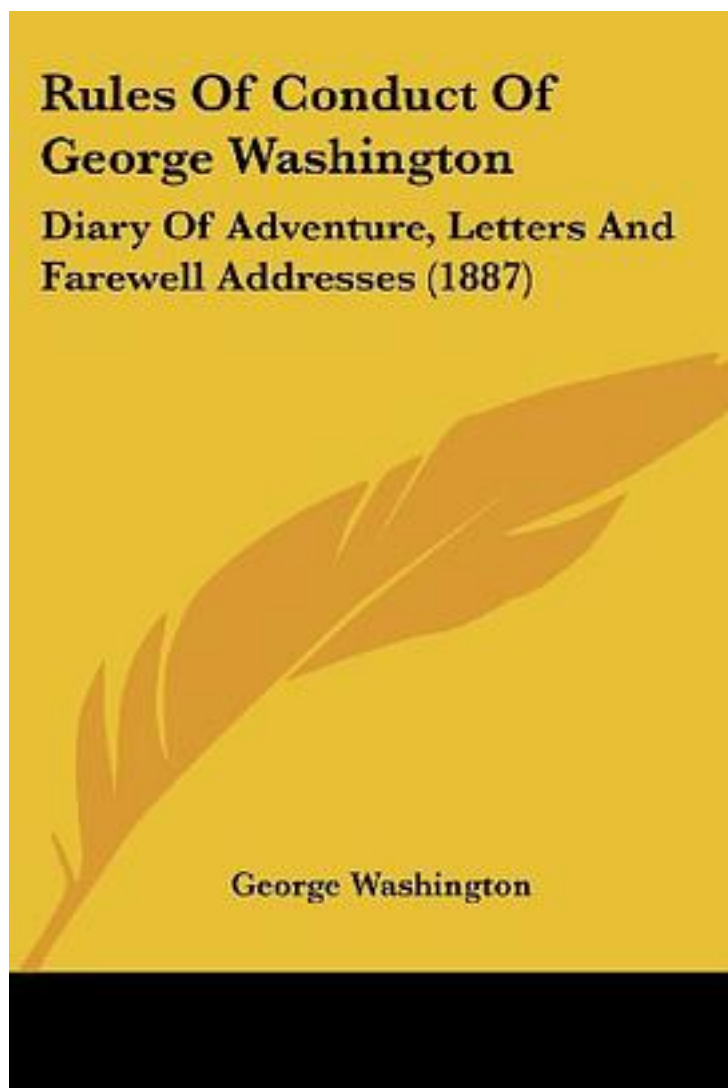 Rules Of Conduct Of
George Washington
Diary Of Adventure, Letters And
Farewell Addresses (1887)
George Washington